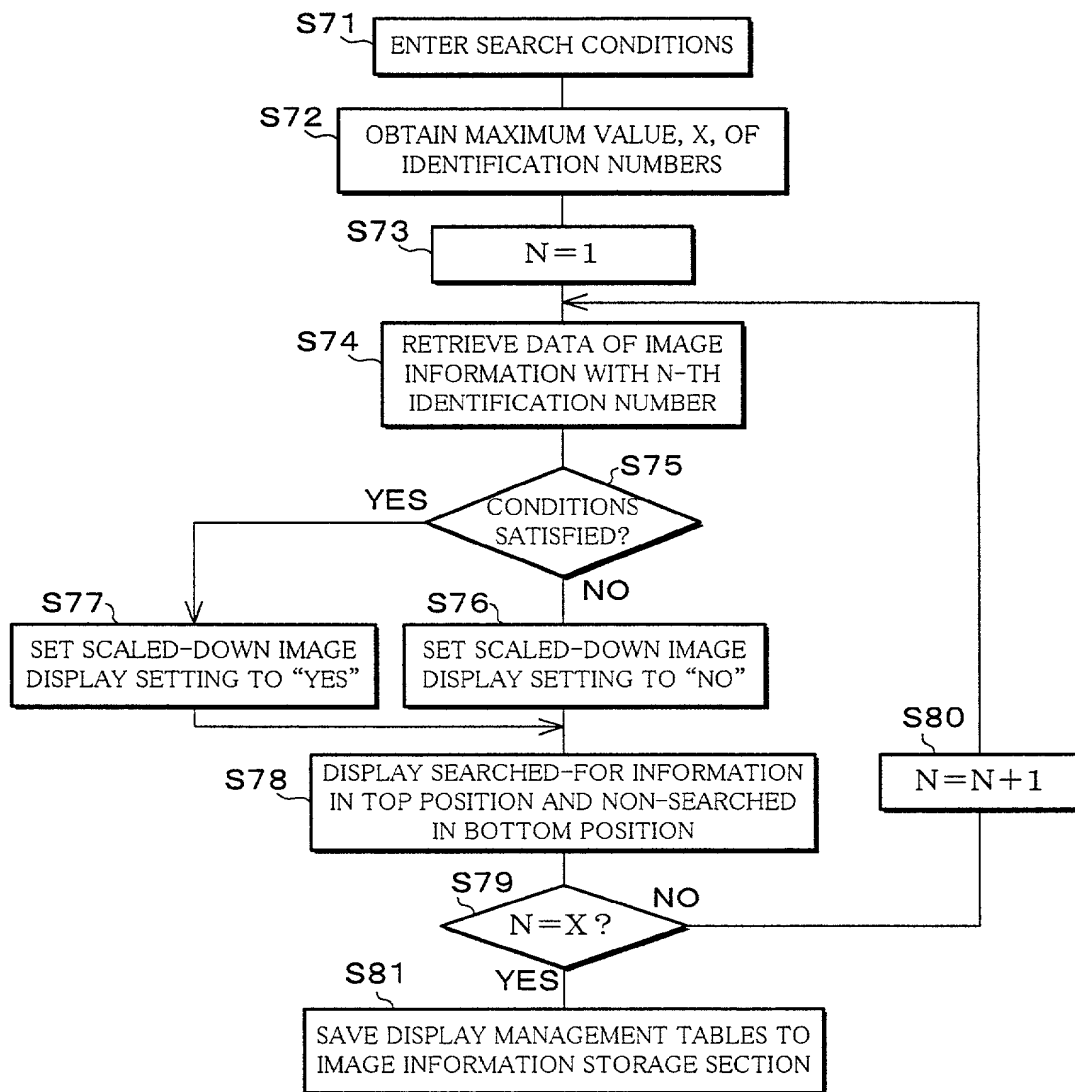 S71
ENTER SEARCH CONDITIONS
S72
OBTAIN MAXIMUM VALUE, X, OF
IDENTIFICATION NUMBERS
S73
N=1
S74
RETRIEVE DATA OF IMAGE
INFORMATION WITH N-TH
IDENTIFICATION NUMBER
S75
YES
CONDITIONS
SATISFIED?
NO
S77
SET SCALED-DOWN IMAGE
DISPLAY SETTING TO “YES”
S76
SET SCALED-DOWN IMAGE
DISPLAY SETTING TO “NO”
S80
N=N+1
S78
DISPLAY SEARCHED-FOR INFORMATION
IN TOP POSITION AND NON-SEARCHED
IN BOTTOM POSITION
S79
NO
N=X?
YES
S81
SAVE DISPLAY MANAGEMENT TABLES TO
IMAGE INFORMATION STORAGE SECTION